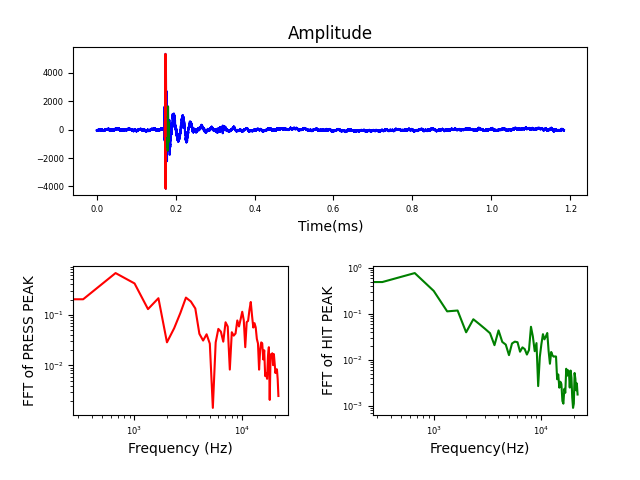 Amplitude
4000
2000
0
−2000
−4000
0.0 0.2 0.4 0.6 0.8 1.0 1.2
Time(ms)
FFT of PRESS PEAK
10⁻¹
10⁻²
10³ 10⁴
Frequency (Hz)
FFT of HIT PEAK
10⁰
10⁻¹
10⁻²
10⁻³
10³ 10⁴
Frequency(Hz)